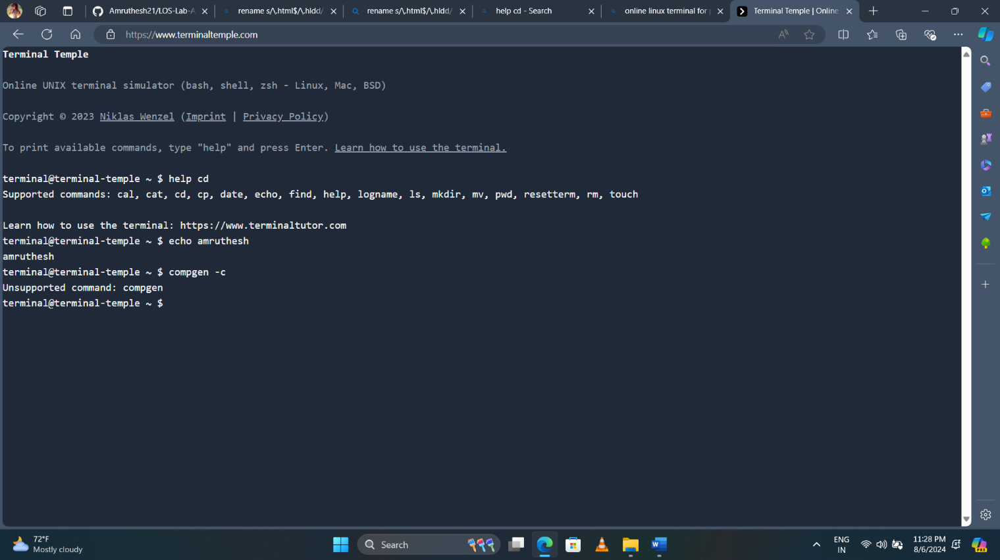 Amruthesh21/LOS-Lab-A
rename s/\.html$/\.hldd/
rename s/\.html$/\.hldd/
help cd - Search
online linux terminal for p
Terminal Temple | Online
https://www.terminaltemple.com
Terminal Temple
Online UNIX terminal simulator (bash, shell, zsh - Linux, Mac, BSD)
Copyright © 2023 Niklas Wenzel (Imprint | Privacy Policy)
To print available commands, type "help" and press Enter. Learn how to use the terminal.
terminal@terminal-temple ~ $ help cd
Supported commands: cal, cat, cd, cp, date, echo, find, help, logname, ls, mkdir, mv, pwd, resetterm, rm, touch
Learn how to use the terminal: https://www.terminaltutor.com
terminal@terminal-temple ~ $ echo amruthesh
amruthesh
terminal@terminal-temple ~ $ compgen -c
Unsupported command: compgen
terminal@terminal-temple ~ $
72°F
Mostly cloudy
Search
ENG
IN
11:28 PM
8/6/2024
PRE